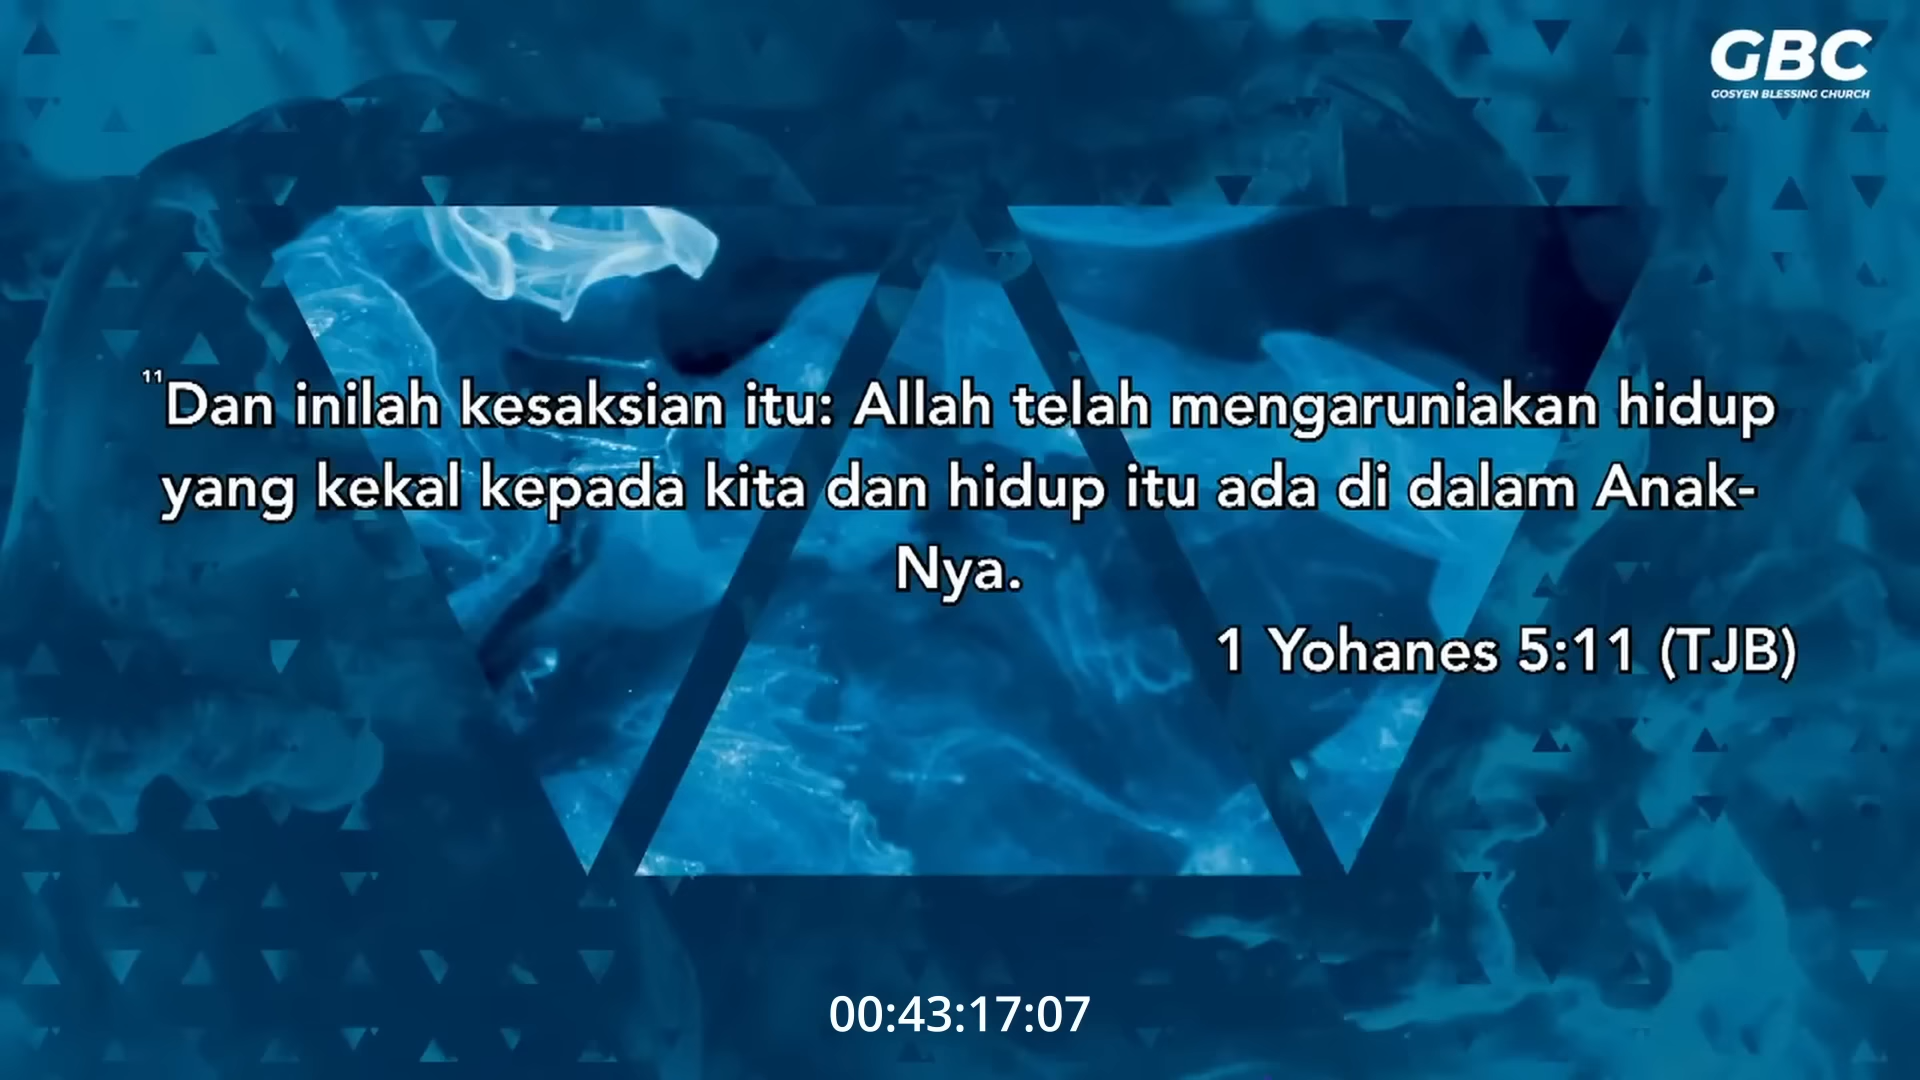 GBC
GOSYEN BLESSING CHURCH
¹¹Dan inilah kesaksian itu: Allah telah mengaruniakan hidup
yang kekal kepada kita dan hidup itu ada di dalam Anak-
Nya.
1 Yohanes 5:11 (TJB)
00:43:17:07